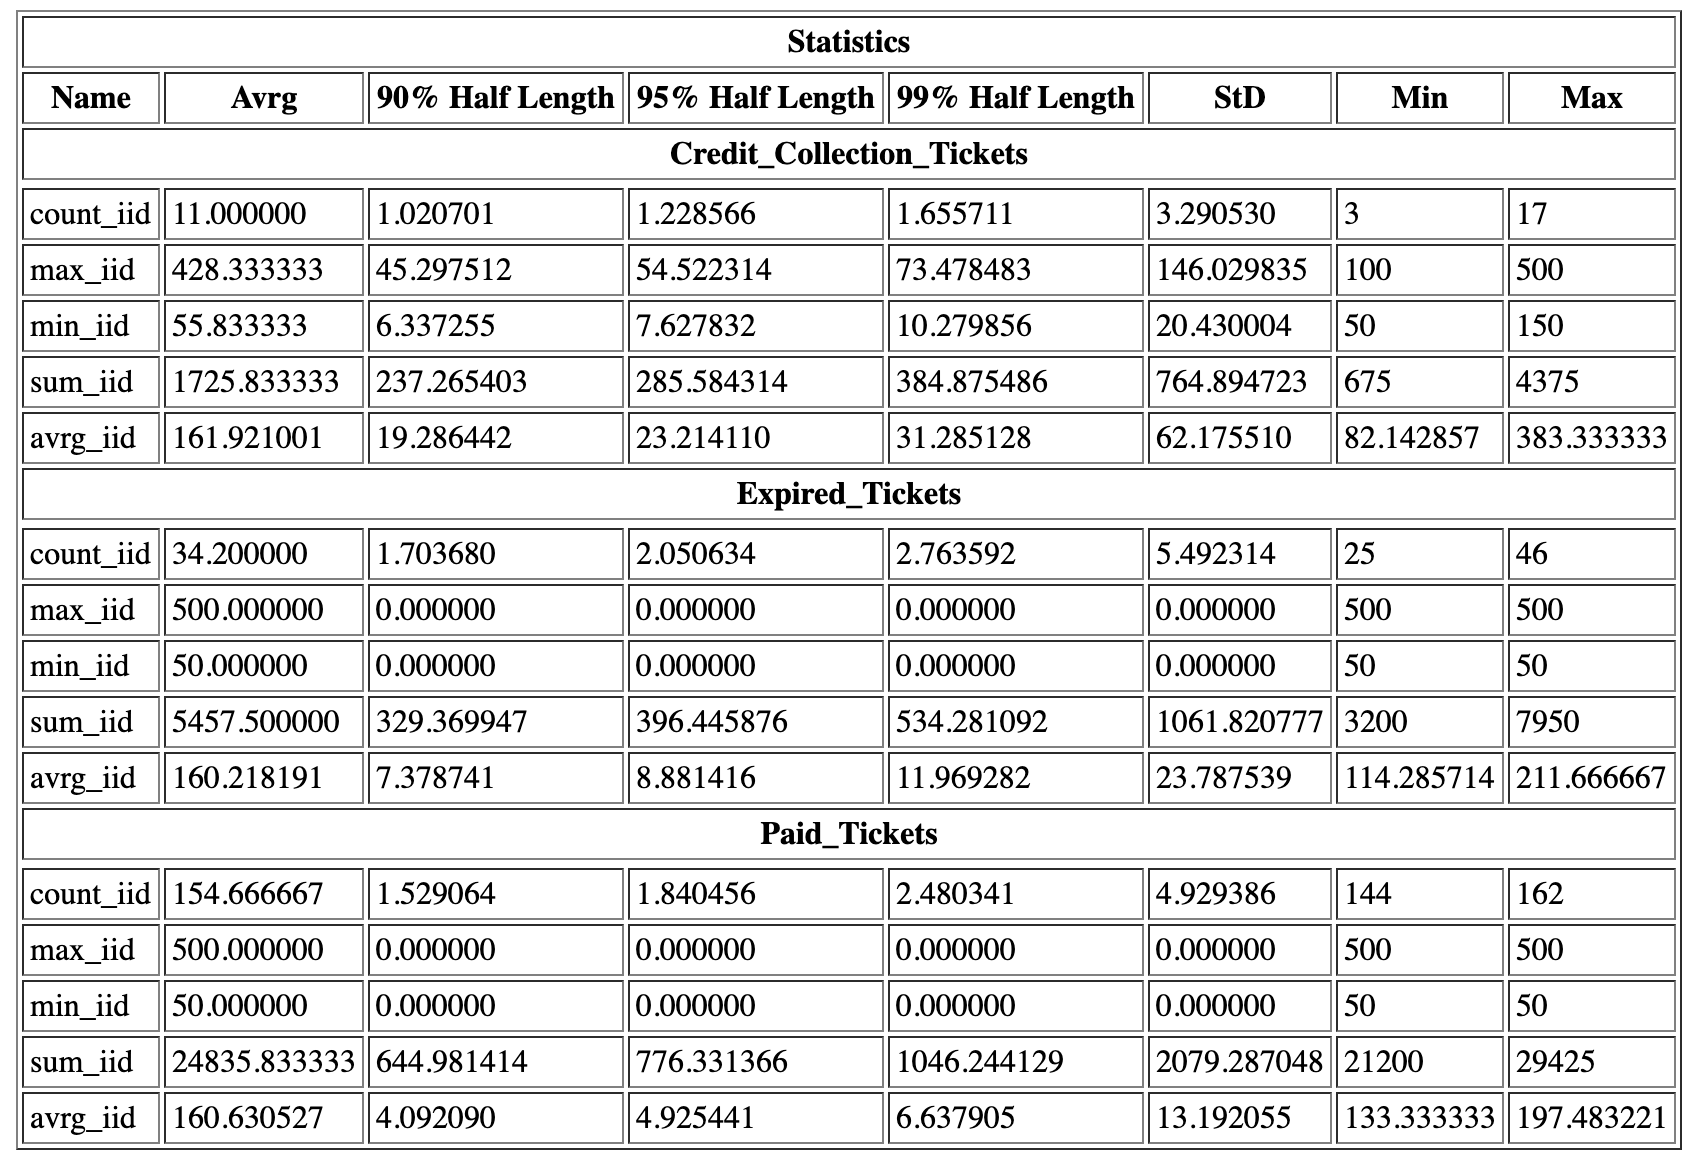 Statistics
Name Avrg 90% Half Length 95% Half Length 99% Half Length StD Min Max
Credit_Collection_Tickets
count_iid 11.000000 1.020701 1.228566 1.655711 3.290530 3 17
max_iid 428.333333 45.297512 54.522314 73.478483 146.029835 100 500
min_iid 55.833333 6.337255 7.627832 10.279856 20.430004 50 150
sum_iid 1725.833333 237.265403 285.584314 384.875486 764.894723 675 4375
avrg_iid 161.921001 19.286442 23.214110 31.285128 62.175510 82.142857 383.333333
Expired_Tickets
count_iid 34.200000 1.703680 2.050634 2.763592 5.492314 25 46
max_iid 500.000000 0.000000 0.000000 0.000000 0.000000 500 500
min_iid 50.000000 0.000000 0.000000 0.000000 0.000000 50 50
sum_iid 5457.500000 329.369947 396.445876 534.281092 1061.820777 3200 7950
avrg_iid 160.218191 7.378741 8.881416 11.969282 23.787539 114.285714 211.666667
Paid_Tickets
count_iid 154.666667 1.529064 1.840456 2.480341 4.929386 144 162
max_iid 500.000000 0.000000 0.000000 0.000000 0.000000 500 500
min_iid 50.000000 0.000000 0.000000 0.000000 0.000000 50 50
sum_iid 24835.833333 644.981414 776.331366 1046.244129 2079.287048 21200 29425
avrg_iid 160.630527 4.092090 4.925441 6.637905 13.192055 133.333333 197.483221